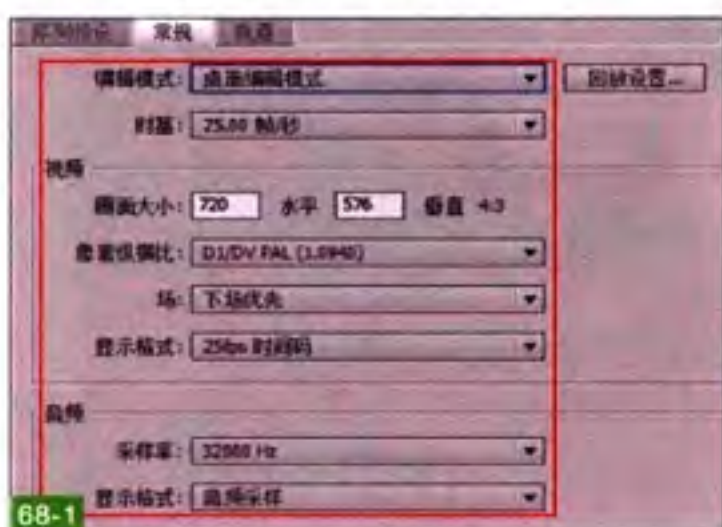 序列预设 常规 轨道
编辑模式: 桌面编辑模式 回放设置...
时基: 25.00 帧/秒
视频
画面大小: 720 水平 576 垂直 4:3
像素纵横比: D1/DV PAL (1.0940)
场: 下场优先
显示格式: 25fps 时间码
音频
采样率: 32000 Hz
显示格式: 音频采样
68-1